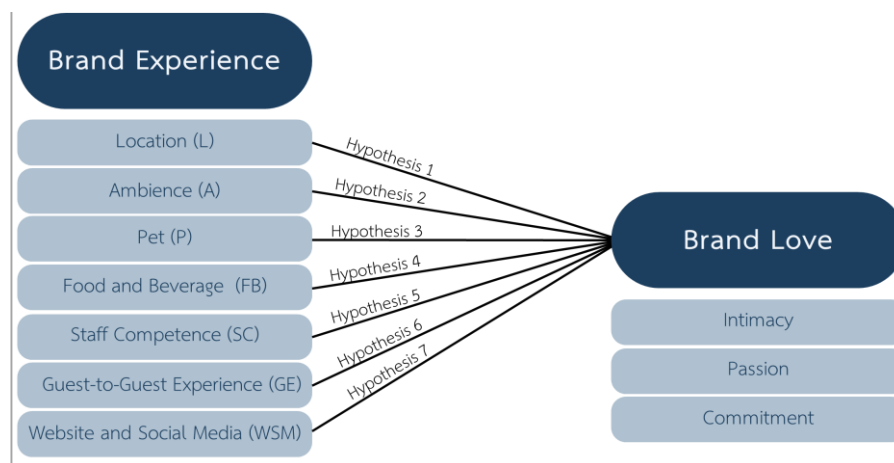 Brand Experience
Location (L)
Ambience (A)
Pet (P)
Food and Beverage (FB)
Staff Competence (SC)
Guest-to-Guest Experience (GE)
Website and Social Media (WSM)
Hypothesis 1
Hypothesis 2
Hypothesis 3
Hypothesis 4
Hypothesis 5
Hypothesis 6
Hypothesis 7
Brand Love
Intimacy
Passion
Commitment